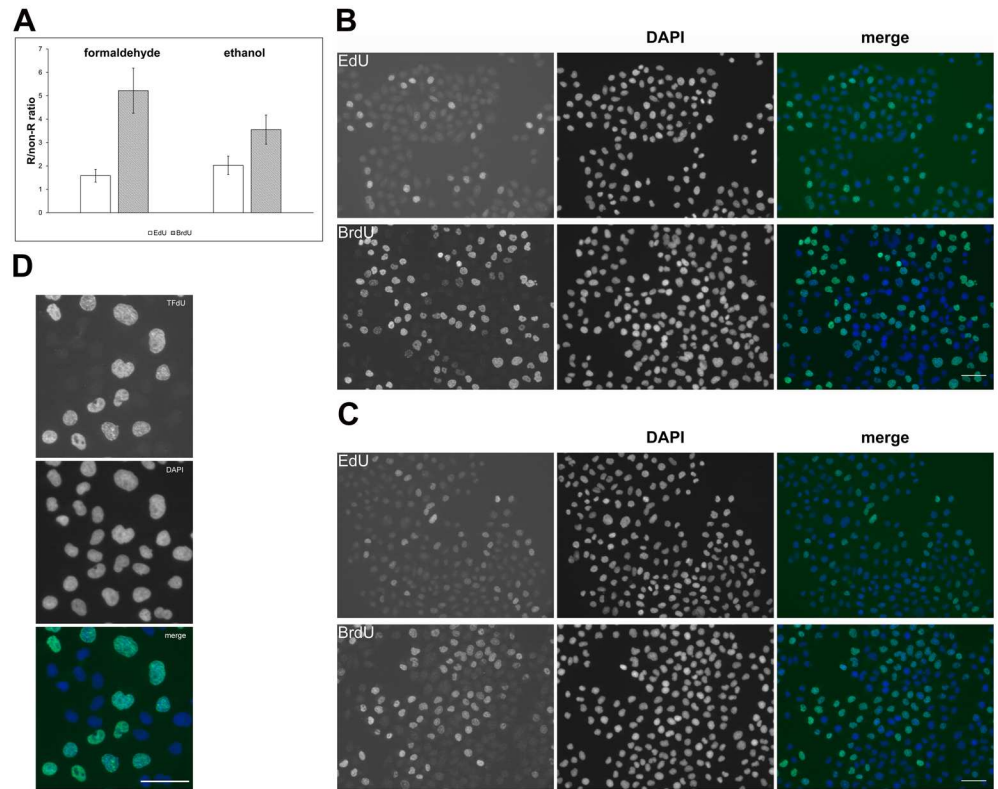 A
formaldehyde ethanol
R/non-R ratio
7
6
5
4
3
2
1
0
EdU BrdU
B
DAPI merge
EdU
BrdU
D
TFdU
DAPI
merge
C
DAPI merge
EdU
BrdU